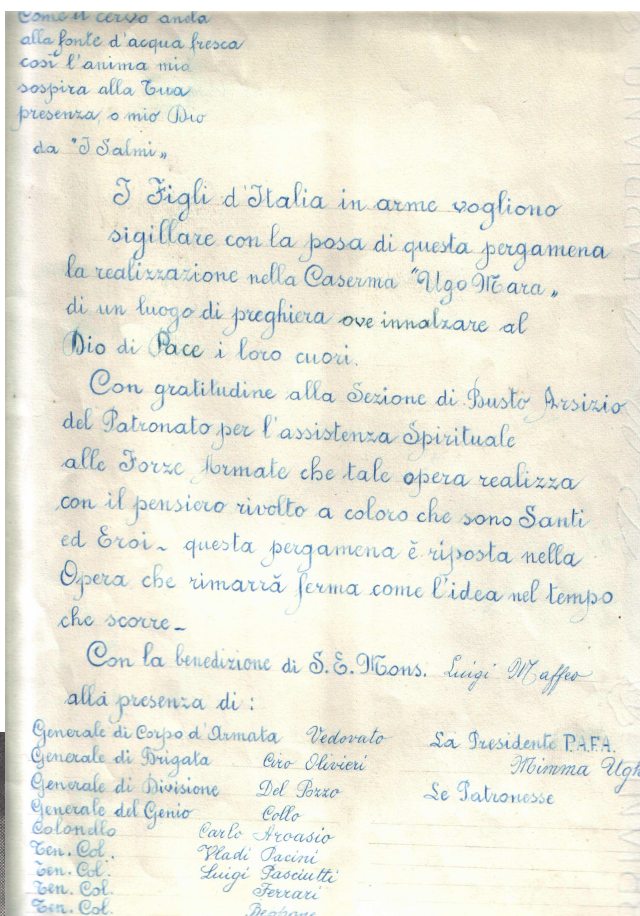 Come il cervo anela
alla fonte d'acqua fresca
così l'anima mia
sospira alla Tua
presenza, o mio Dio
da "I Salmi„
I Figli d'Italia in arme vogliono
sigillare con la posa di questa pergamena
la realizzazione nella Caserma "Ugo Mara„
di un luogo di preghiera ove innalzare al
Dio di Pace i loro cuori.
Con gratitudine alla Sezione di Busto Arsizio
del Patronato per l'assistenza Spirituale
alle Forze Armate che tale opera realizza
con il pensiero rivolto a coloro che sono Santi
ed Eroi - questa pergamena è riposta nella
Opera che rimarrà ferma come l'idea nel tempo
che scorre -
Con la benedizione di S.E. Mons. Luigi Maffeo
alla presenza di :
Generale di Corpo d'Armata Vedovato La Presidente P.A.F.A.
Generale di Brigata Ciro Olivieri Mimma Ugh
Generale di Divisione Del Pozzo Le Patronesse
Generale del Genio Collo
Colonello Carlo Arvasio
Ten. Col. Vladi Pacini
Ten. Col. Luigi Pasciutti
Ten. Col. Ferrari
Ten. Col.